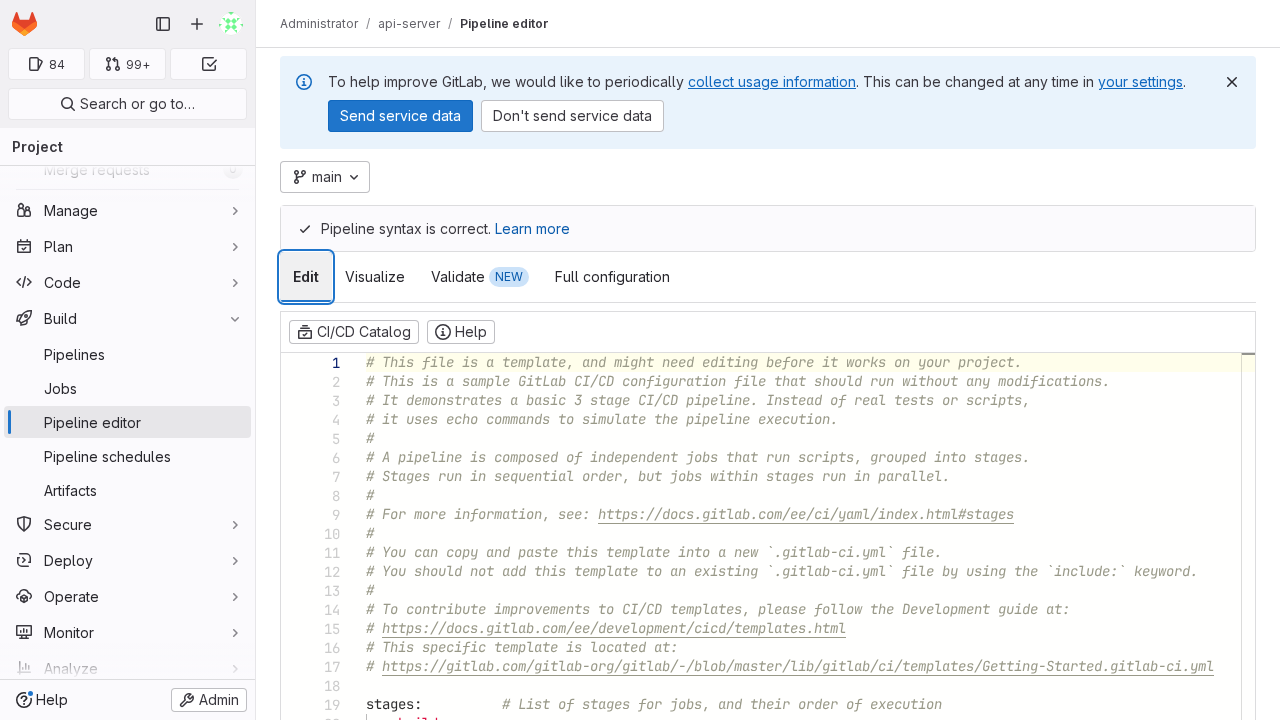 84
99+
Search or go to…
Project
Merge requests
Manage
Plan
Code
Build
Pipelines
Jobs
Pipeline editor
Pipeline schedules
Artifacts
Secure
Deploy
Operate
Monitor
Analyze
Help
Admin
Administrator / api-server / Pipeline editor
To help improve GitLab, we would like to periodically collect usage information. This can be changed at any time in your settings.
Send service data
Don't send service data
main
Pipeline syntax is correct. Learn more
Edit
Visualize
Validate NEW
Full configuration
CI/CD Catalog
Help
1 # This file is a template, and might need editing before it works on your project.
2 # This is a sample GitLab CI/CD configuration file that should run without any modifications.
3 # It demonstrates a basic 3 stage CI/CD pipeline. Instead of real tests or scripts,
4 # it uses echo commands to simulate the pipeline execution.
5 #
6 # A pipeline is composed of independent jobs that run scripts, grouped into stages.
7 # Stages run in sequential order, but jobs within stages run in parallel.
8 #
9 # For more information, see: https://docs.gitlab.com/ee/ci/yaml/index.html#stages
10 #
11 # You can copy and paste this template into a new `.gitlab-ci.yml` file.
12 # You should not add this template to an existing `.gitlab-ci.yml` file by using the `include:` keyword.
13 #
14 # To contribute improvements to CI/CD templates, please follow the Development guide at:
15 # https://docs.gitlab.com/ee/development/cicd/templates.html
16 # This specific template is located at:
17 # https://gitlab.com/gitlab-org/gitlab/-/blob/master/lib/gitlab/ci/templates/Getting-Started.gitlab-ci.yml
18
19 stages: # List of stages for jobs, and their order of execution